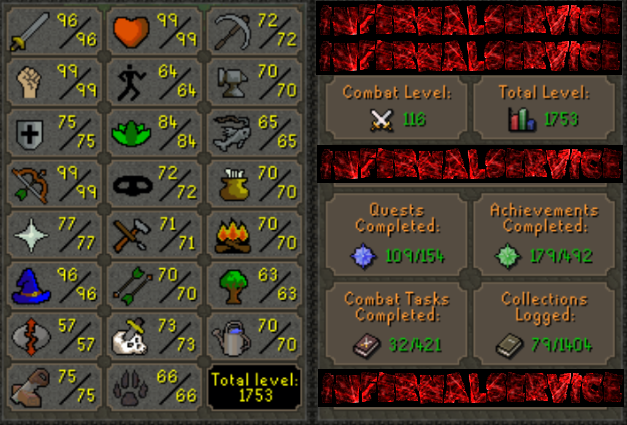 96/96 99/99 72/72
99/99 64/64 70/70
75/75 84/84 65/65
99/99 72/72 70/70
77/77 71/71 70/70
96/96 70/70 63/63
57/57 73/73 70/70
75/75 66/66 Total level: 1753
INFERNALSERVICE
INFERNALSERVICE
Combat Level: Total Level:
116 1753
INFERNALSERVICE
Quests Achievements
Completed: Completed:
109/154 179/492
Combat Tasks Collections
Completed: Logged:
32/421 79/1404
INFERNALSERVICE